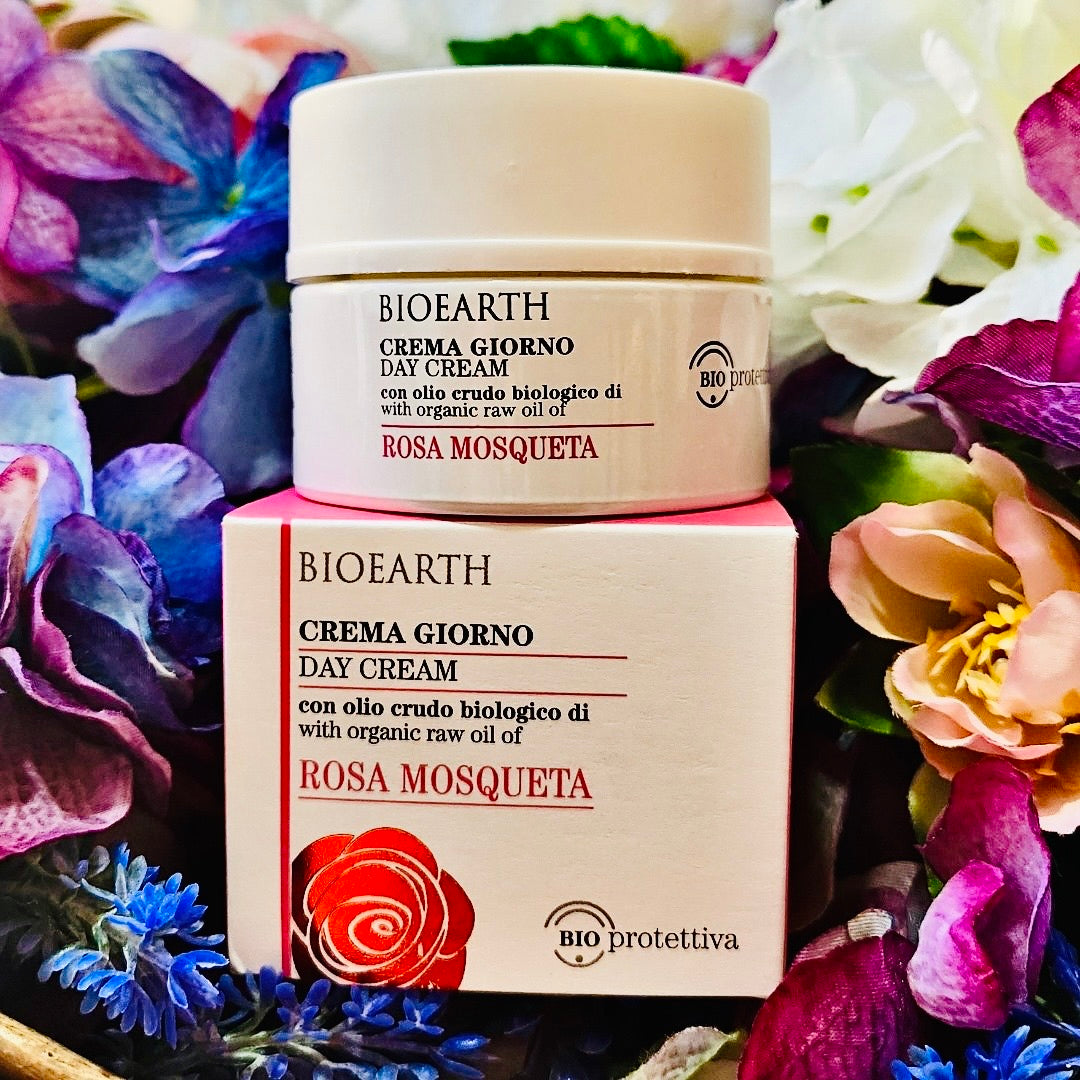 BIOEARTH
CREMA GIORNO
DAY CREAM
con olio crudo biologico di
with organic raw oil of
ROSA MOSQUETA
BIO
BIOEARTH
CREMA GIORNO
DAY CREAM
con olio crudo biologico di
with organic raw oil of
ROSA MOSQUETA
BIO protettiva